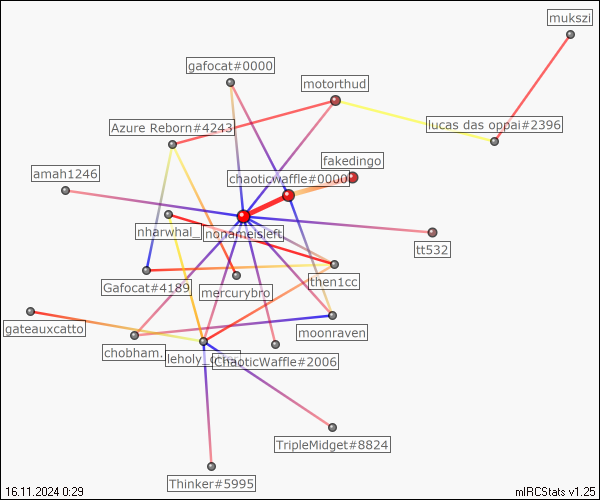 mukszi
gafocat#0000
motorthud
Azure Reborn#4243
lucas das oppai#2396
fakedingo
amah1246
chaoticwaffle#0000
nharwhal_
nonameisleft
tt532
Gafocat#4189
mercurybro
then1cc
gateauxcatto
moonraven
chobham.
ChaoticWaffle#2006
TripleMidget#8824
Thinker#5995
16.11.2024 0:29
mIRCStats v1.25